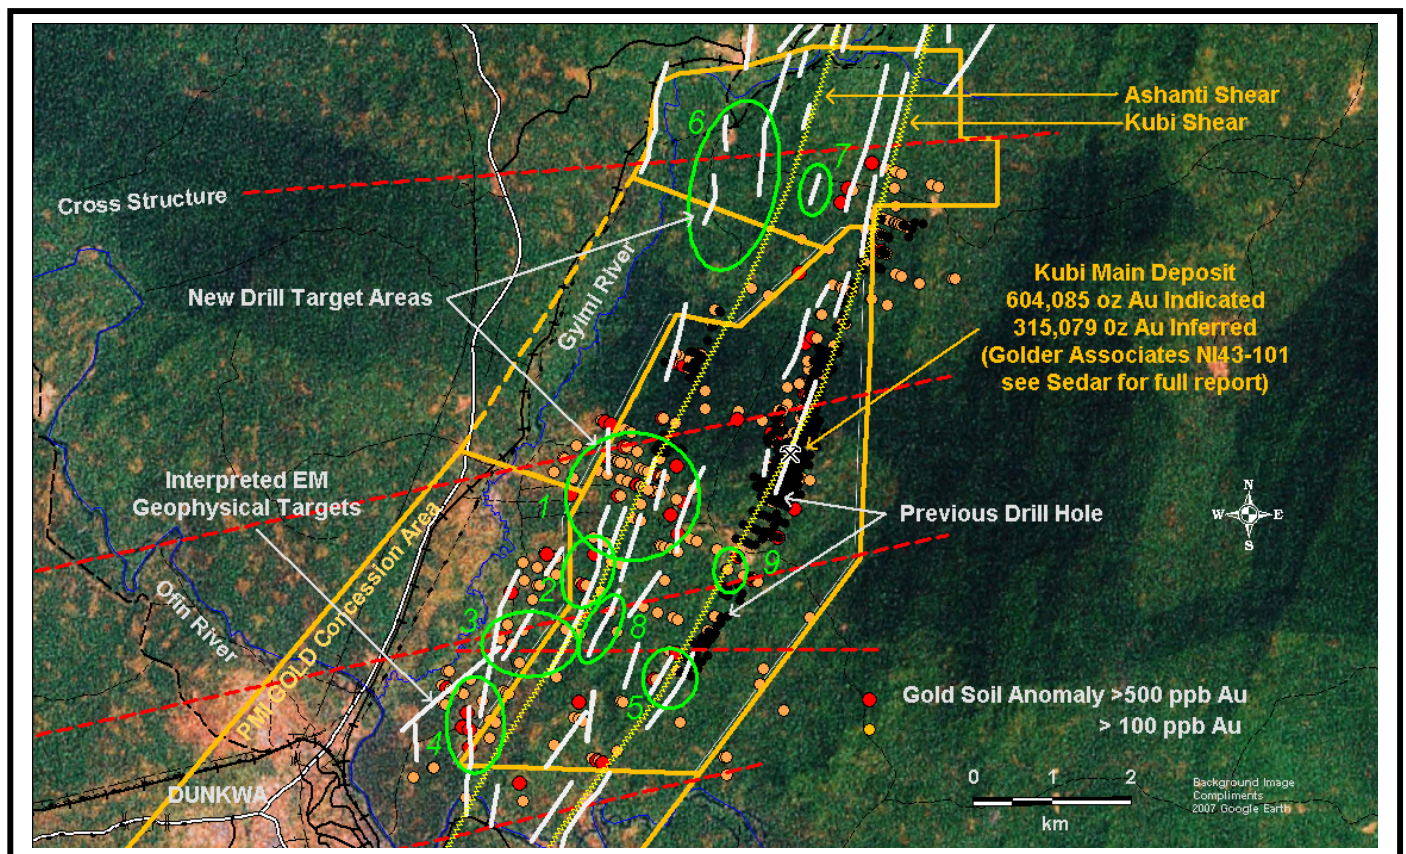 Ashanti Shear
Kubi Shear
6
7
Cross Structure
New Drill Target Areas
Gyimi River
Kubi Main Deposit
604,085 oz Au Indicated
315,079 0z Au Inferred
(Golder Associates NI43-101
see Sedar for full report)
Interpreted EM
Geophysical Targets
1
Previous Drill Hole
N
W E
S
PMI GOLD Concession Area
Ofin River
2
9
3
8
5
4
Gold Soil Anomaly >500 ppb Au
> 100 ppb Au
DUNKWA
0 1 2
km
Background Image
Compliments
2007 Google Earth